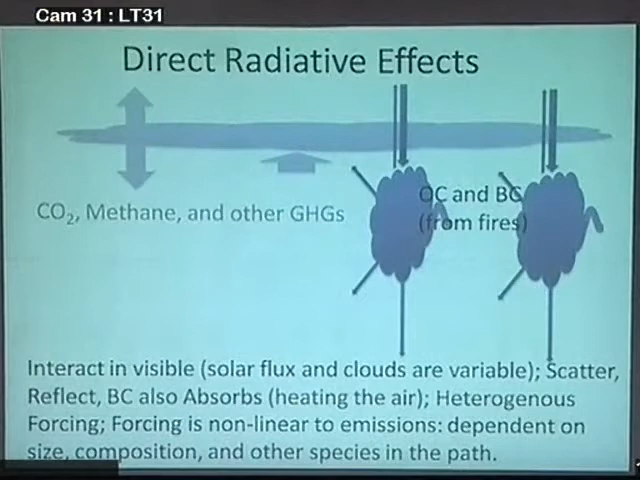 Cam 31 : LT31
Direct Radiative Effects
CO₂, Methane, and other GHGs
OC and BC
(from fires)
Interact in visible (solar flux and clouds are variable); Scatter,
Reflect, BC also Absorbs (heating the air); Heterogenous
Forcing; Forcing is non-linear to emissions: dependent on
size, composition, and other species in the path.